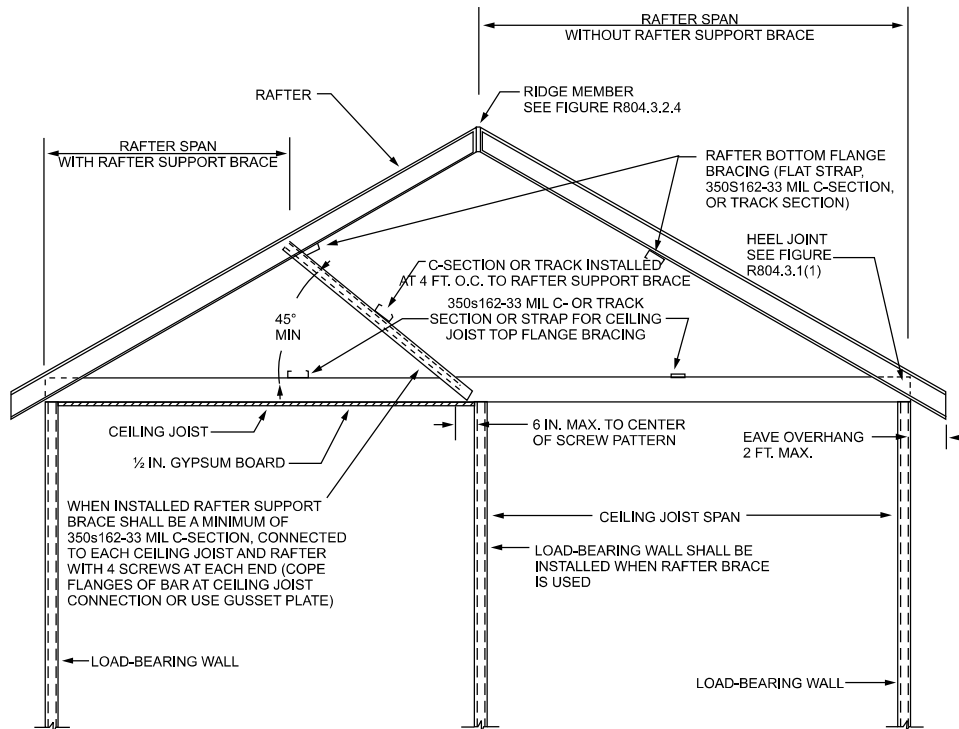 RAFTER SPAN
WITHOUT RAFTER SUPPORT BRACE
RAFTER
RIDGE MEMBER
SEE FIGURE R804.3.2.4
RAFTER SPAN
WITH RAFTER SUPPORT BRACE
RAFTER BOTTOM FLANGE
BRACING (FLAT STRAP,
350S162-33 MIL C-SECTION,
OR TRACK SECTION)
HEEL JOINT
SEE FIGURE
R804.3.1(1)
C-SECTION OR TRACK INSTALLED
AT 4 FT. O.C. TO RAFTER SUPPORT BRACE
350s162-33 MIL C- OR TRACK
SECTION OR STRAP FOR CEILING
JOIST TOP FLANGE BRACING
45°
MIN
CEILING JOIST
½ IN. GYPSUM BOARD
6 IN. MAX. TO CENTER
OF SCREW PATTERN
EAVE OVERHANG
2 FT. MAX.
WHEN INSTALLED RAFTER SUPPORT
BRACE SHALL BE A MINIMUM OF
350s162-33 MIL C-SECTION, CONNECTED
TO EACH CEILING JOIST AND RAFTER
WITH 4 SCREWS AT EACH END (COPE
FLANGES OF BAR AT CEILING JOIST
CONNECTION OR USE GUSSET PLATE)
CEILING JOIST SPAN
LOAD-BEARING WALL SHALL BE
INSTALLED WHEN RAFTER BRACE
IS USED
LOAD-BEARING WALL
LOAD-BEARING WALL